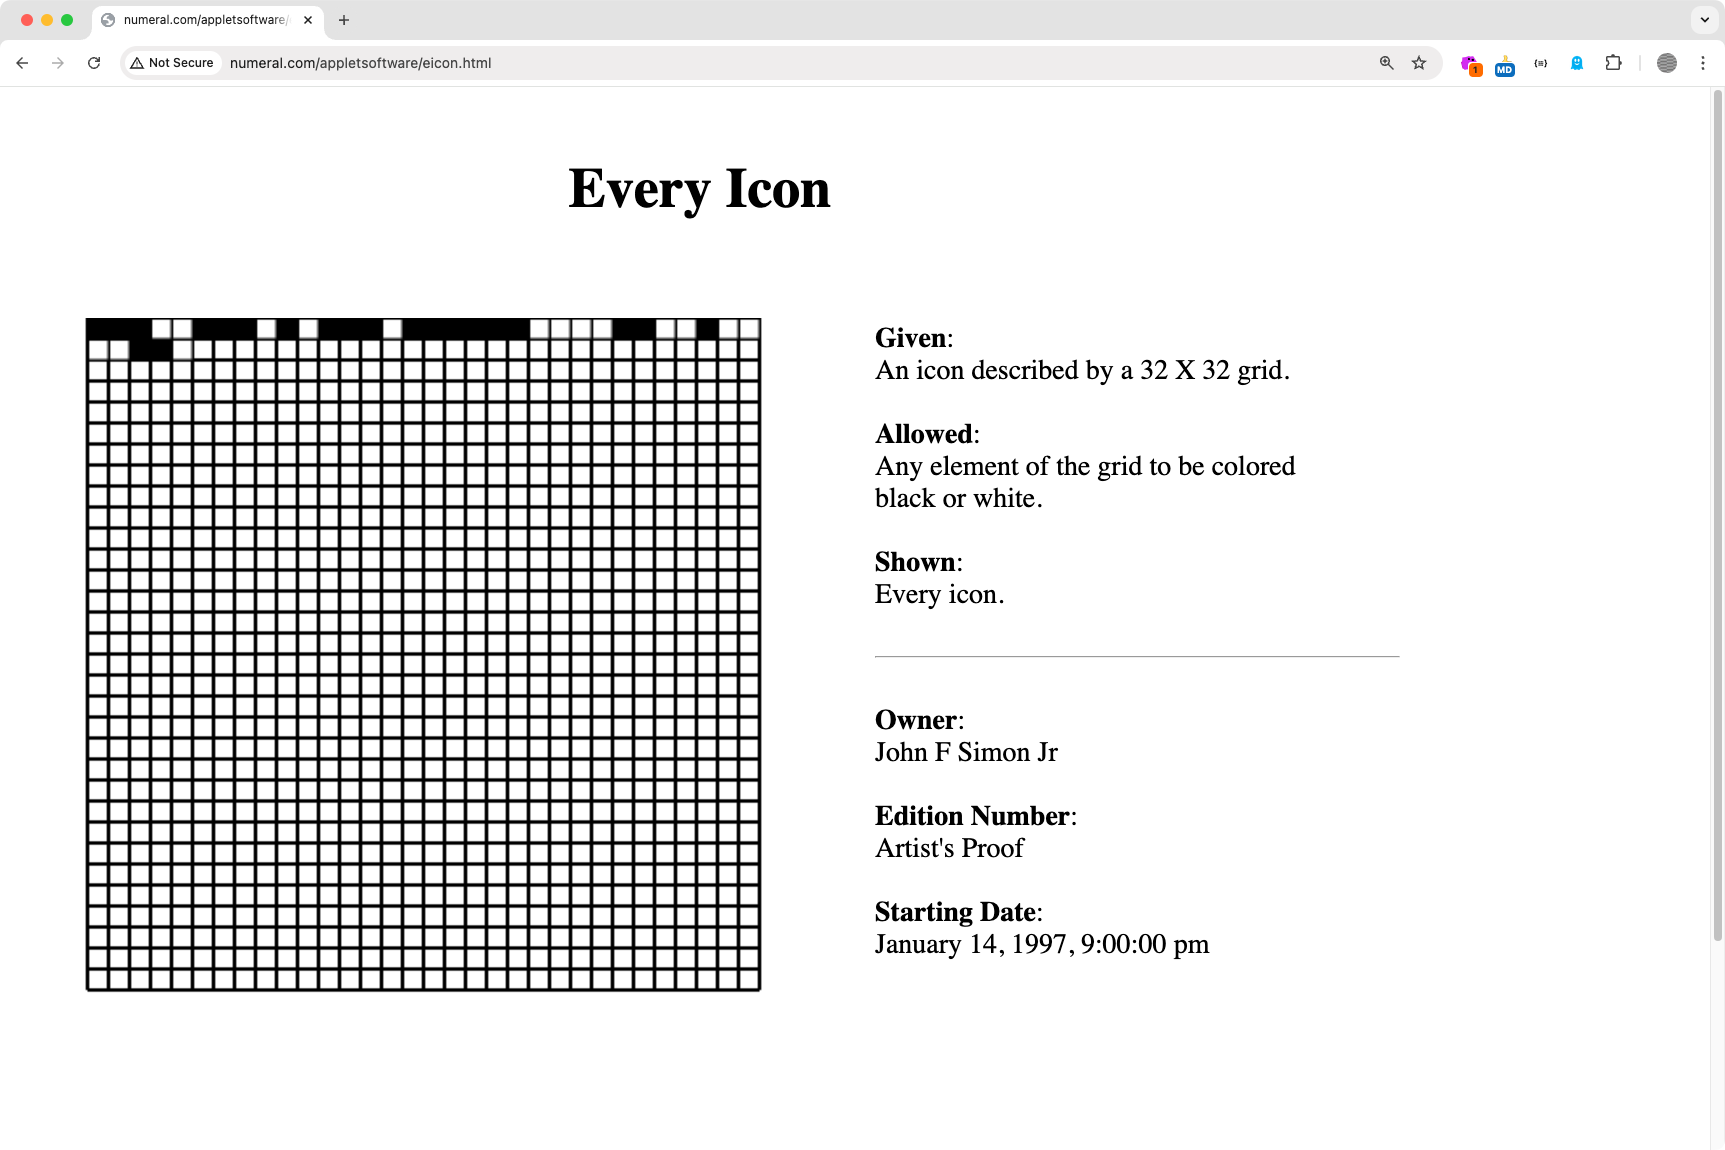 numeral.com/appletsoftware/
Not Secure
numeral.com/appletsoftware/eicon.html
1
MD
Every Icon
Given:
An icon described by a 32 X 32 grid.
Allowed:
Any element of the grid to be colored
black or white.
Shown:
Every icon.
Owner:
John F Simon Jr
Edition Number:
Artist's Proof
Starting Date:
January 14, 1997, 9:00:00 pm